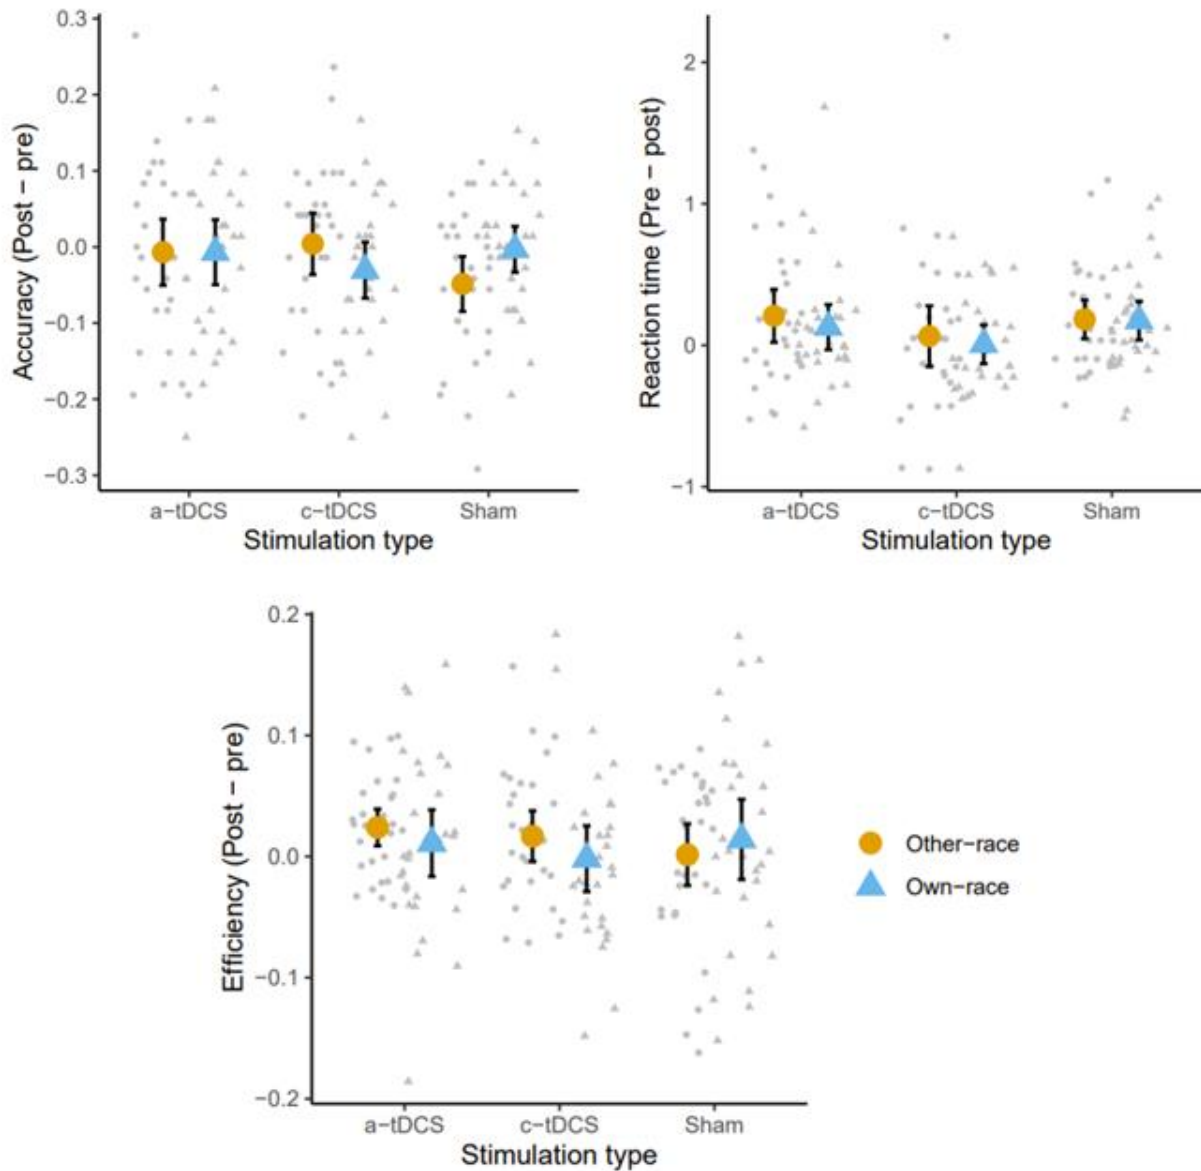 Accuracy (Post − pre)
0.3
0.2
0.1
0.0
−0.1
−0.2
−0.3
a−tDCS c−tDCS Sham
Stimulation type
Reaction time (Pre − post)
2
1
0
−1
a−tDCS c−tDCS Sham
Stimulation type
Efficiency (Post − pre)
0.2
0.1
0.0
−0.1
−0.2
a−tDCS c−tDCS Sham
Stimulation type
Other−race
Own−race